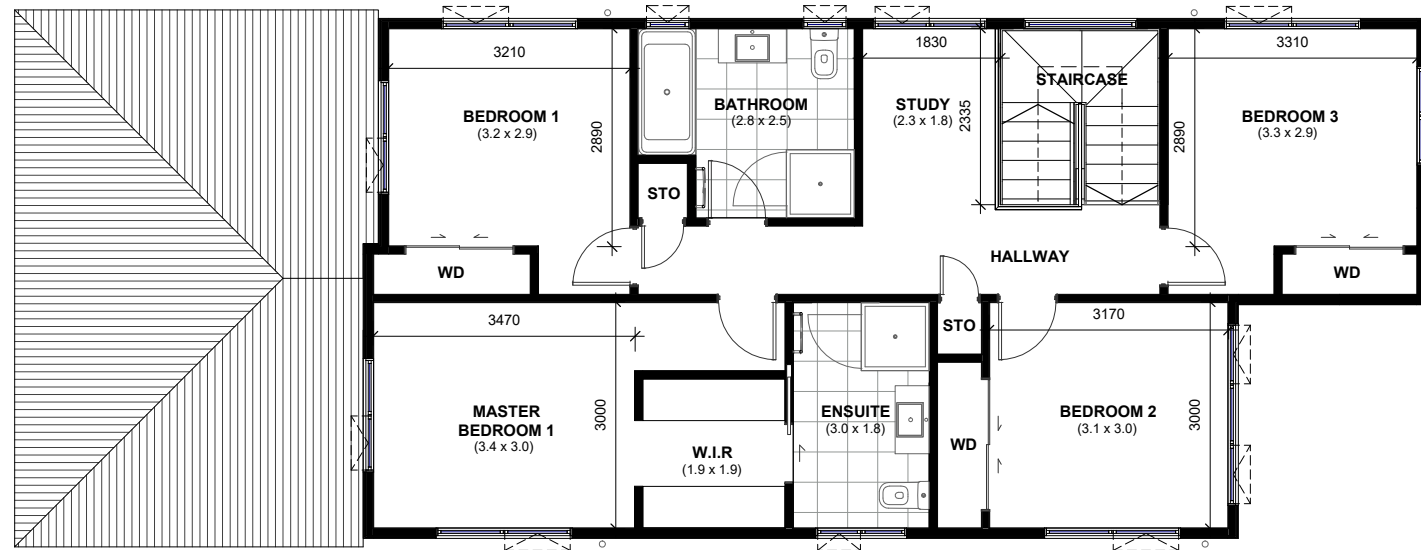 3210
BEDROOM 1
(3.2 x 2.9)
2890
WD
BATHROOM
(2.8 x 2.5)
STO
1830
STUDY
(2.3 x 1.8)
2335
STAIRCASE
3310
BEDROOM 3
(3.3 x 2.9)
2890
WD
HALLWAY
3470
MASTER
BEDROOM 1
(3.4 x 3.0)
3000
W.I.R
(1.9 x 1.9)
ENSUITE
(3.0 x 1.8)
STO
WD
3170
BEDROOM 2
(3.1 x 3.0)
3000